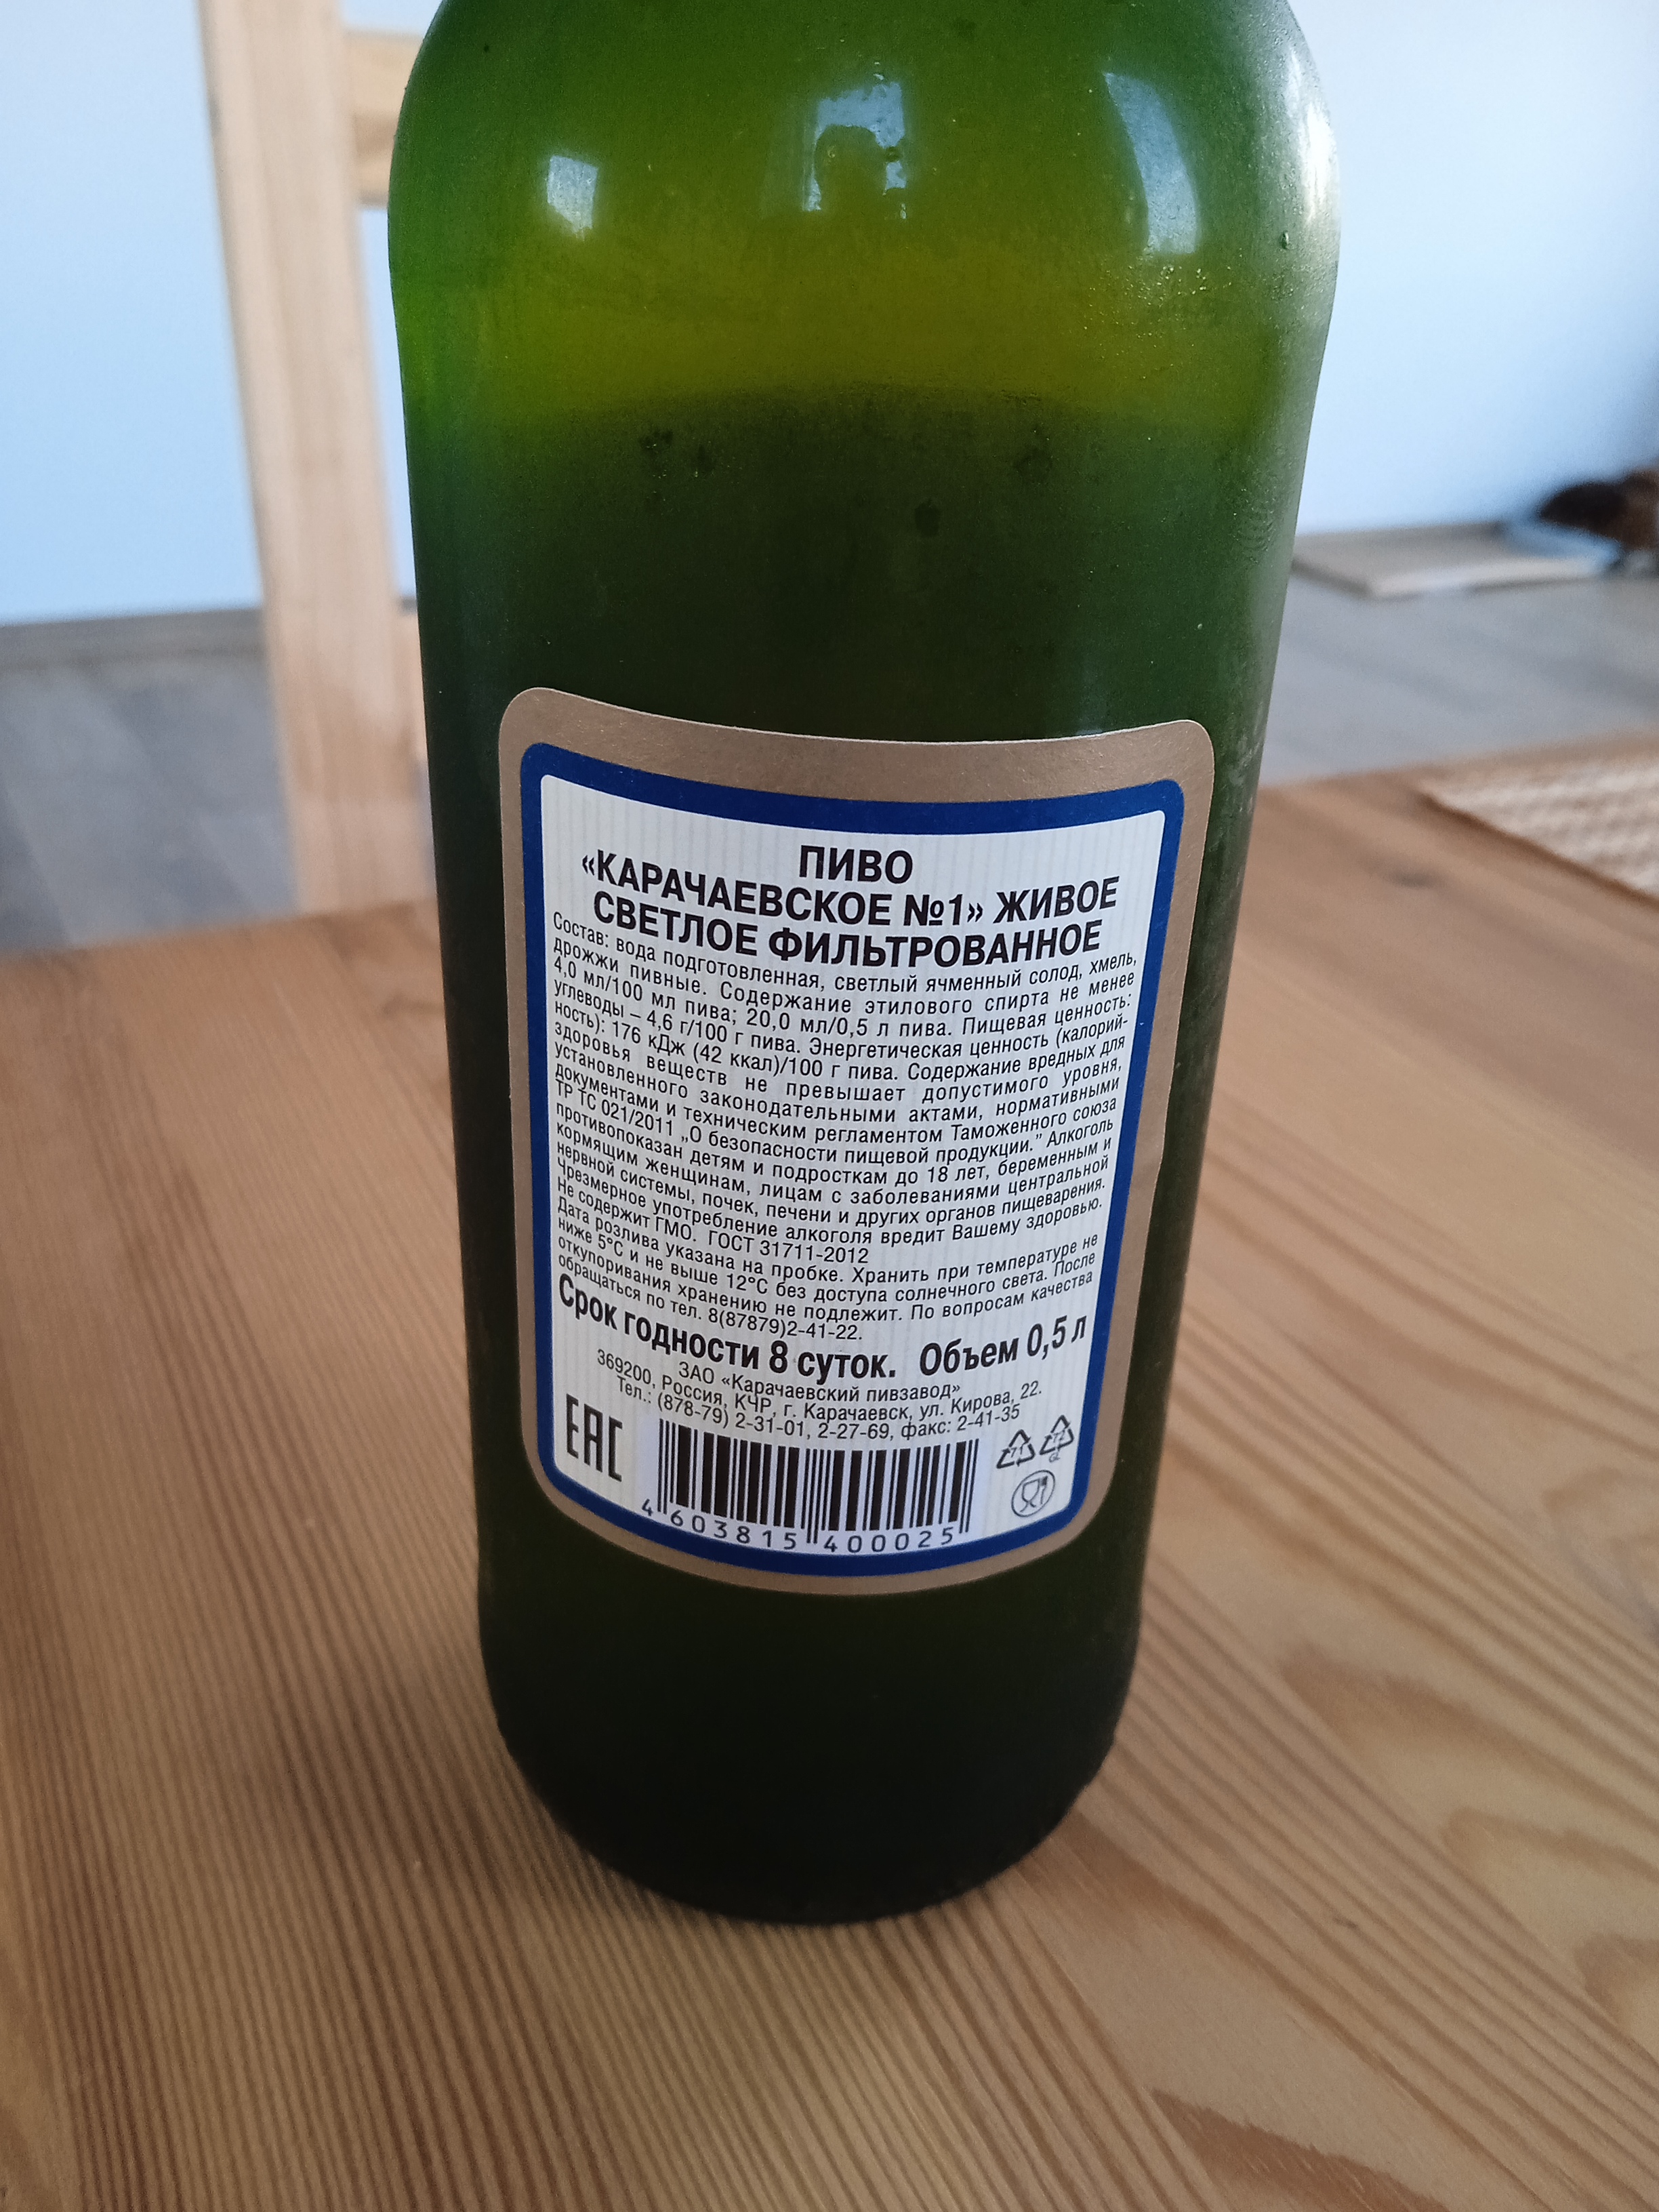 ПИВО
«КАРАЧАЕВСКОЕ №1» ЖИВОЕ
СВЕТЛОЕ ФИЛЬТРОВАННОЕ
Состав: вода подготовленная, светлый ячменный солод, хмель,
дрожжи пивные. Содержание этилового спирта не менее
4,0 мл/100 мл пива; 20,0 мл/0,5 л пива. Пищевая ценность:
углеводы – 4,6 г/100 г пива. Энергетическая ценность (калорий-
ность): 176 кДж (42 ккал)/100 г пива. Содержание вредных для
здоровья веществ не превышает допустимого уровня,
установленного законодательными актами, нормативными
документами и техническим регламентом Таможенного союза
ТР ТС 021/2011 „О безопасности пищевой продукции.” Алкоголь
противопоказан детям и подросткам до 18 лет, беременным и
кормящим женщинам, лицам с заболеваниями центральной
нервной системы, почек, печени и других органов пищеварения.
Чрезмерное употребление алкоголя вредит Вашему здоровью.
Не содержит ГМО. ГОСТ 31711-2012
Дата розлива указана на пробке. Хранить при температуре не
ниже 5°С и не выше 12°С без доступа солнечного света. После
откупоривания хранению не подлежит. По вопросам качества
обращаться по тел. 8(87879)2-41-22.
Срок годности 8 суток. Объем 0,5 л
ЗАО «Карачаевский пивзавод»
369200, Россия, КЧР, г. Карачаевск, ул. Кирова, 22.
Тел.: (878-79) 2-31-01, 2-27-69, факс: 2-41-35
EAC
71
GL
4 603815 400025